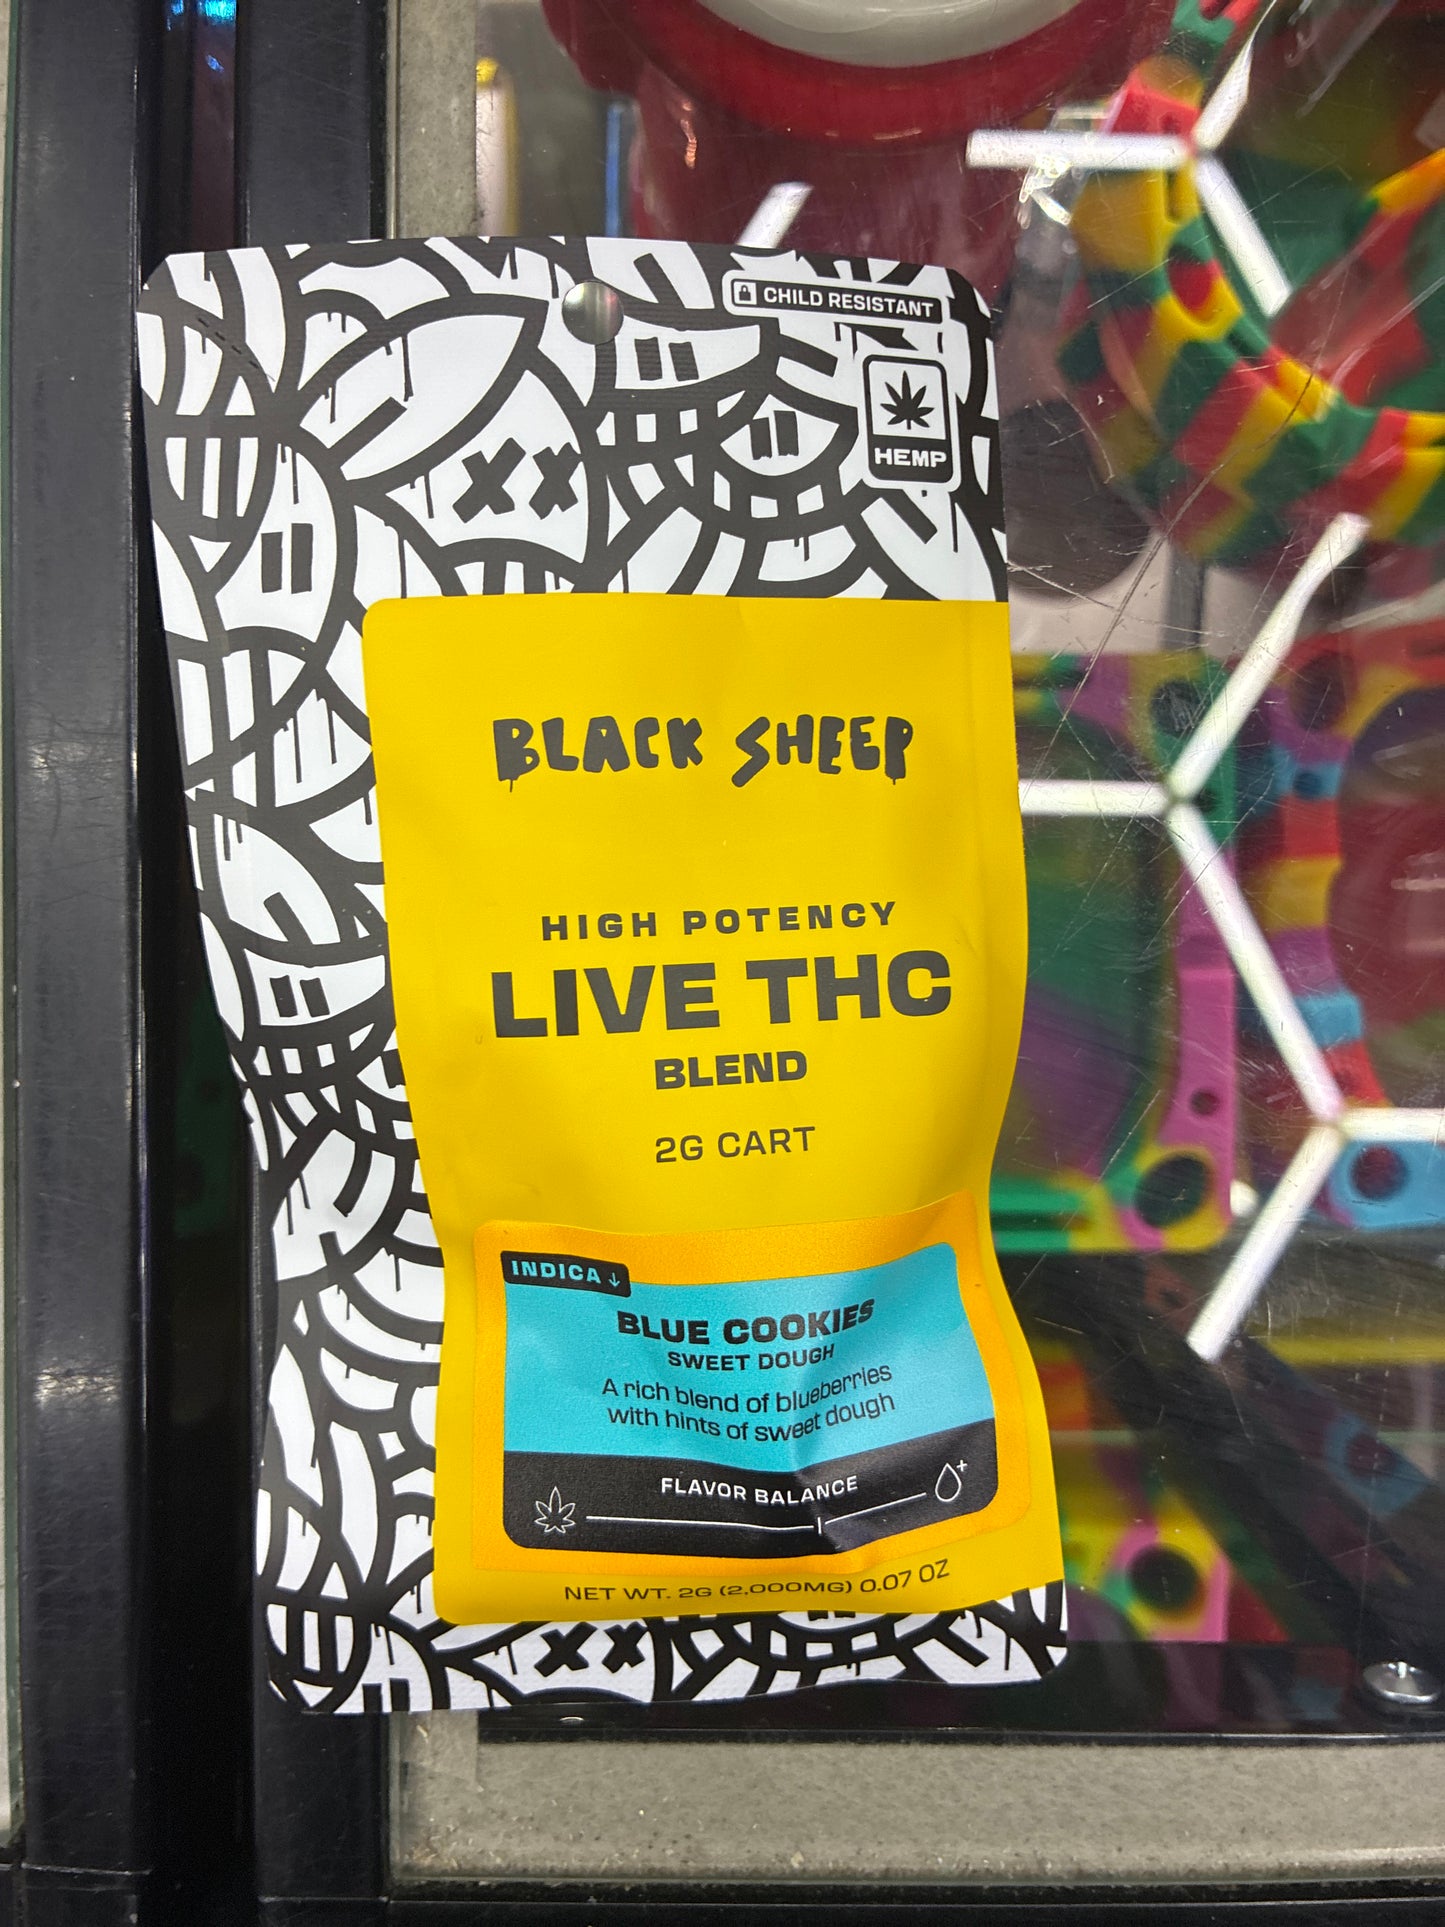 CHILD RESISTANT
HEMP
BLACK SHEEP
HIGH POTENCY
LIVE THC
BLEND
2G CART
INDICA ↓
BLUE COOKIES
SWEET DOUGH
A rich blend of blueberries
with hints of sweet dough
FLAVOR BALANCE
NET WT. 2G (2,000MG) 0.07 OZ